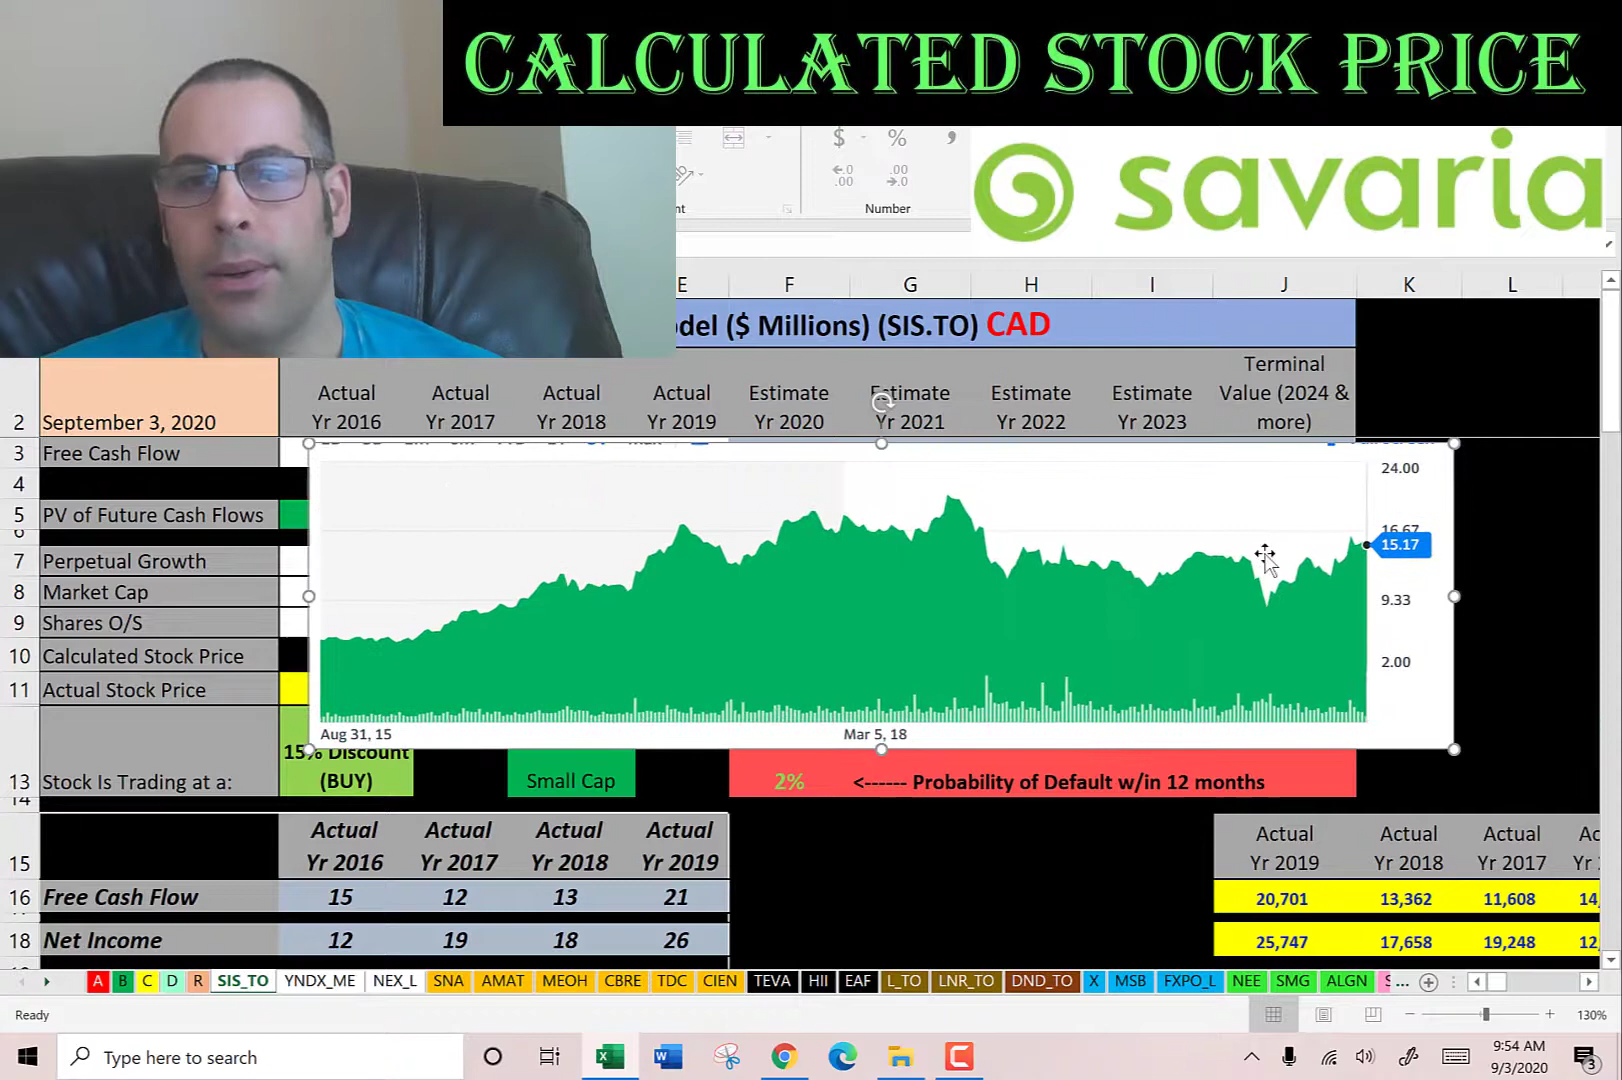 CALCULATED STOCK PRICE
savaria
$ % ,
.00
.00
Number
E F G H I J K L
odel ($ Millions) (SIS.TO) CAD
2 September 3, 2020
Actual Yr 2016
Actual Yr 2017
Actual Yr 2018
Actual Yr 2019
Estimate Yr 2020
Estimate Yr 2021
Estimate Yr 2022
Estimate Yr 2023
Terminal Value (2024 & more)
3 Free Cash Flow
4
5 PV of Future Cash Flows
6
7 Perpetual Growth
8 Market Cap
9 Shares O/S
10 Calculated Stock Price
11 Actual Stock Price
24.00
16.67
15.17
9.33
2.00
Aug 31, 15
Mar 5, 18
13 Stock Is Trading at a:
15% Discount (BUY)
Small Cap
2%
<------ Probability of Default w/in 12 months
14
15
Actual Yr 2016
Actual Yr 2017
Actual Yr 2018
Actual Yr 2019
Actual Yr 2019
Actual Yr 2018
Actual Yr 2017
16 Free Cash Flow 15 12 13 21 20,701 13,362 11,608
18 Net Income 12 19 18 26 25,747 17,658 19,248
A B C D R SIS_TO YNDX_ME NEX_L SNA AMAT MEOH CBRE TDC CIEN TEVA HII EAF L_TO LNR_TO DND_TO X MSB FXPO_L NEE SMG ALGN ...
Ready
130%
Type here to search
9:54 AM
9/3/2020
3